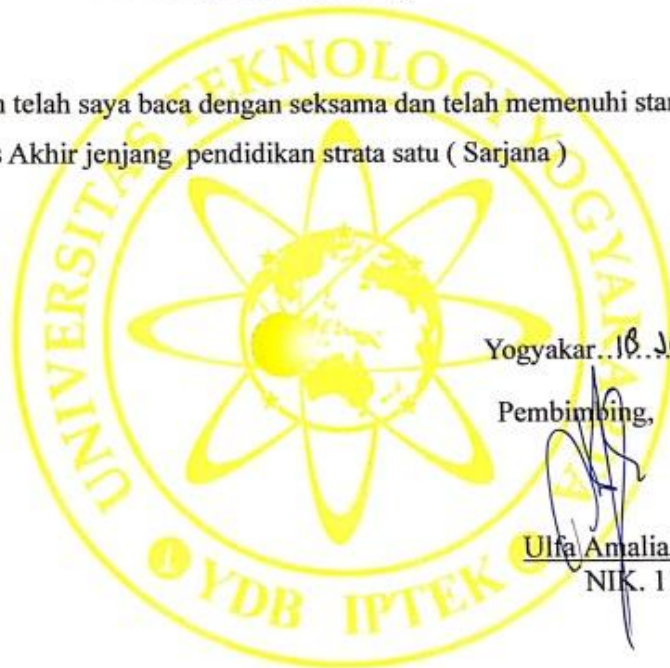 UNIVERSITAS TEKNOLOGI YOGYAKARTA
telah saya baca dengan seksama dan telah memenuhi
Akhir jenjang pendidikan strata satu ( Sarjana )
Yogyakar..18...
Pembimbing,
Ulfa Amalia
NIK. 1
YDB IPTEK